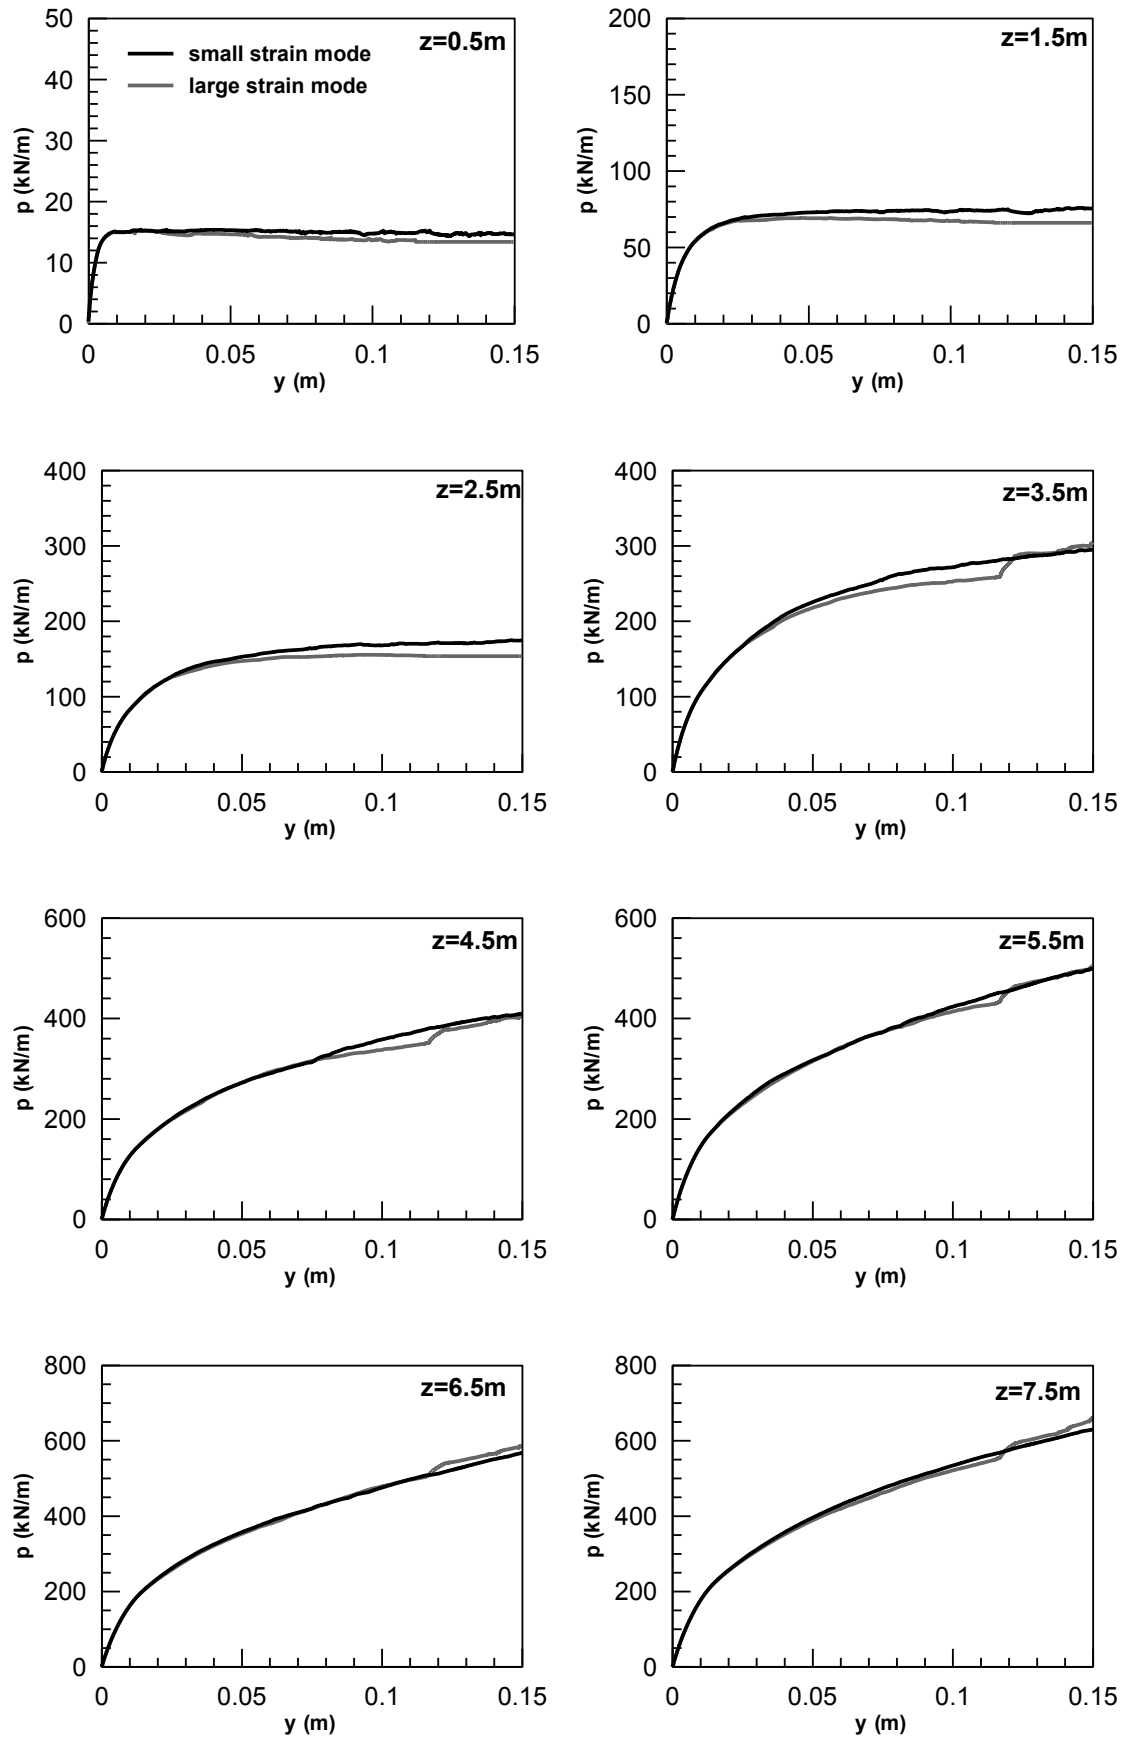 50
z=0.5m
small strain mode
40
large strain mode
30
p (kN/m)
20
10
0
0
0.05
0.1
0.15
y (m)
200
z=1.5m
150
p (kN/m)
100
50
0
0
0.05
0.1
0.15
y (m)
400
z=2.5m
300
p (kN/m)
200
100
0
0
0.05
0.1
0.15
y (m)
400
z=3.5m
300
p (kN/m)
200
100
0
0
0.05
0.1
0.15
y (m)
600
z=4.5m
400
p (kN/m)
200
0
0
0.05
0.1
0.15
y (m)
600
z=5.5m
400
p (kN/m)
200
0
0
0.05
0.1
0.15
y (m)
800
z=6.5m
600
p (kN/m)
400
200
0
0
0.05
0.1
0.15
y (m)
800
z=7.5m
600
p (kN/m)
400
200
0
0
0.05
0.1
0.15
y (m)